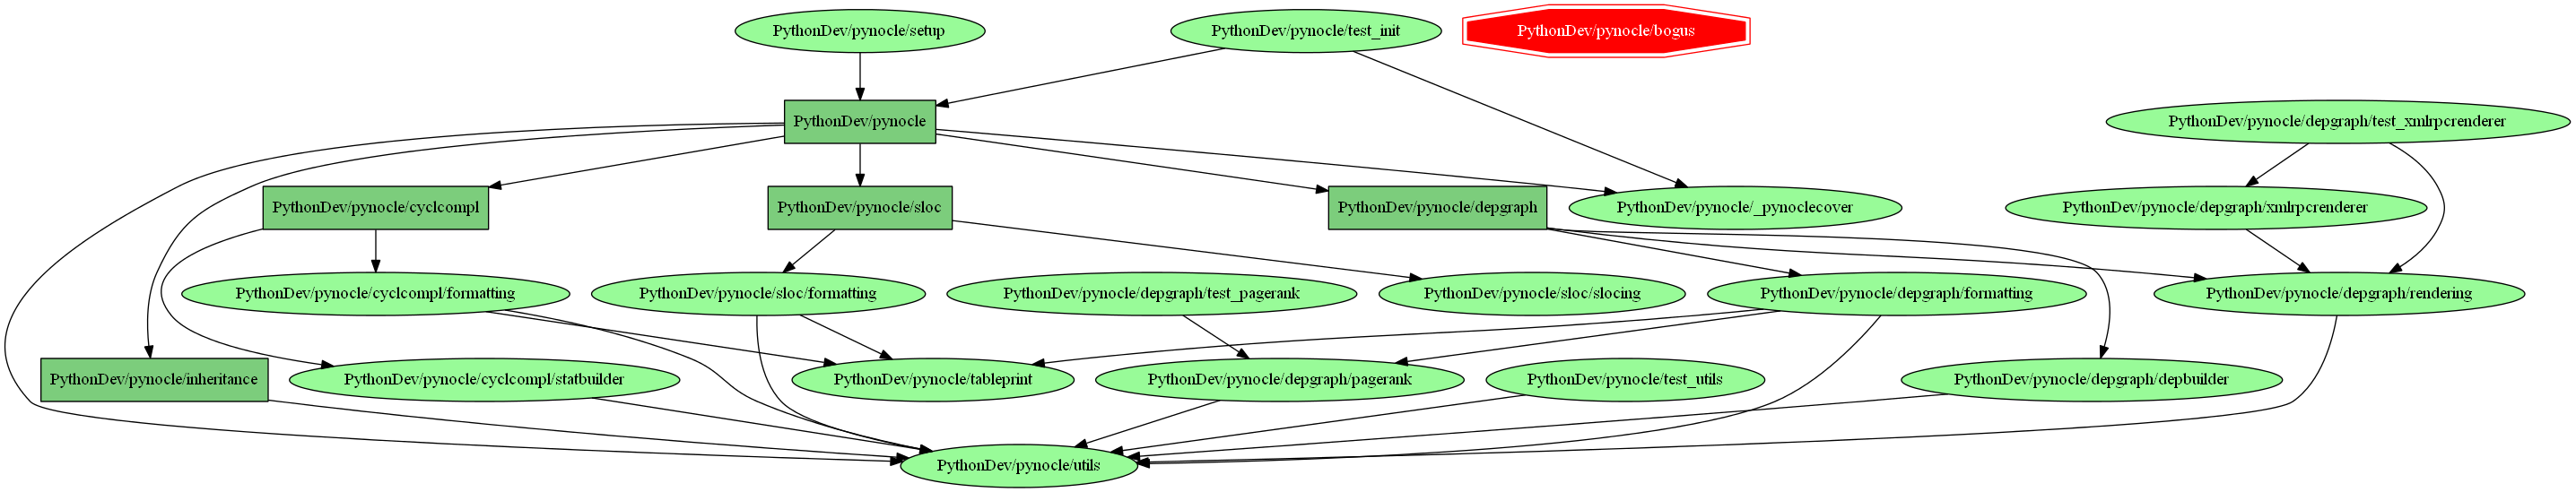 PythonDev/pynocle/setup
PythonDev/pynocle/test_init
PythonDev/pynocle/bogus
PythonDev/pynocle
PythonDev/pynocle/depgraph/test_xmlrpcrenderer
PythonDev/pynocle/cyclcompl
PythonDev/pynocle/sloc
PythonDev/pynocle/depgraph
PythonDev/pynocle/_pynoclecover
PythonDev/pynocle/depgraph/xmlrpcrenderer
PythonDev/pynocle/cyclcompl/formatting
PythonDev/pynocle/sloc/formatting
PythonDev/pynocle/depgraph/test_pagerank
PythonDev/pynocle/sloc/slocing
PythonDev/pynocle/depgraph/formatting
PythonDev/pynocle/depgraph/rendering
PythonDev/pynocle/inheritance
PythonDev/pynocle/cyclcompl/statbuilder
PythonDev/pynocle/tableprint
PythonDev/pynocle/depgraph/pagerank
PythonDev/pynocle/test_utils
PythonDev/pynocle/depgraph/depbuilder
PythonDev/pynocle/utils